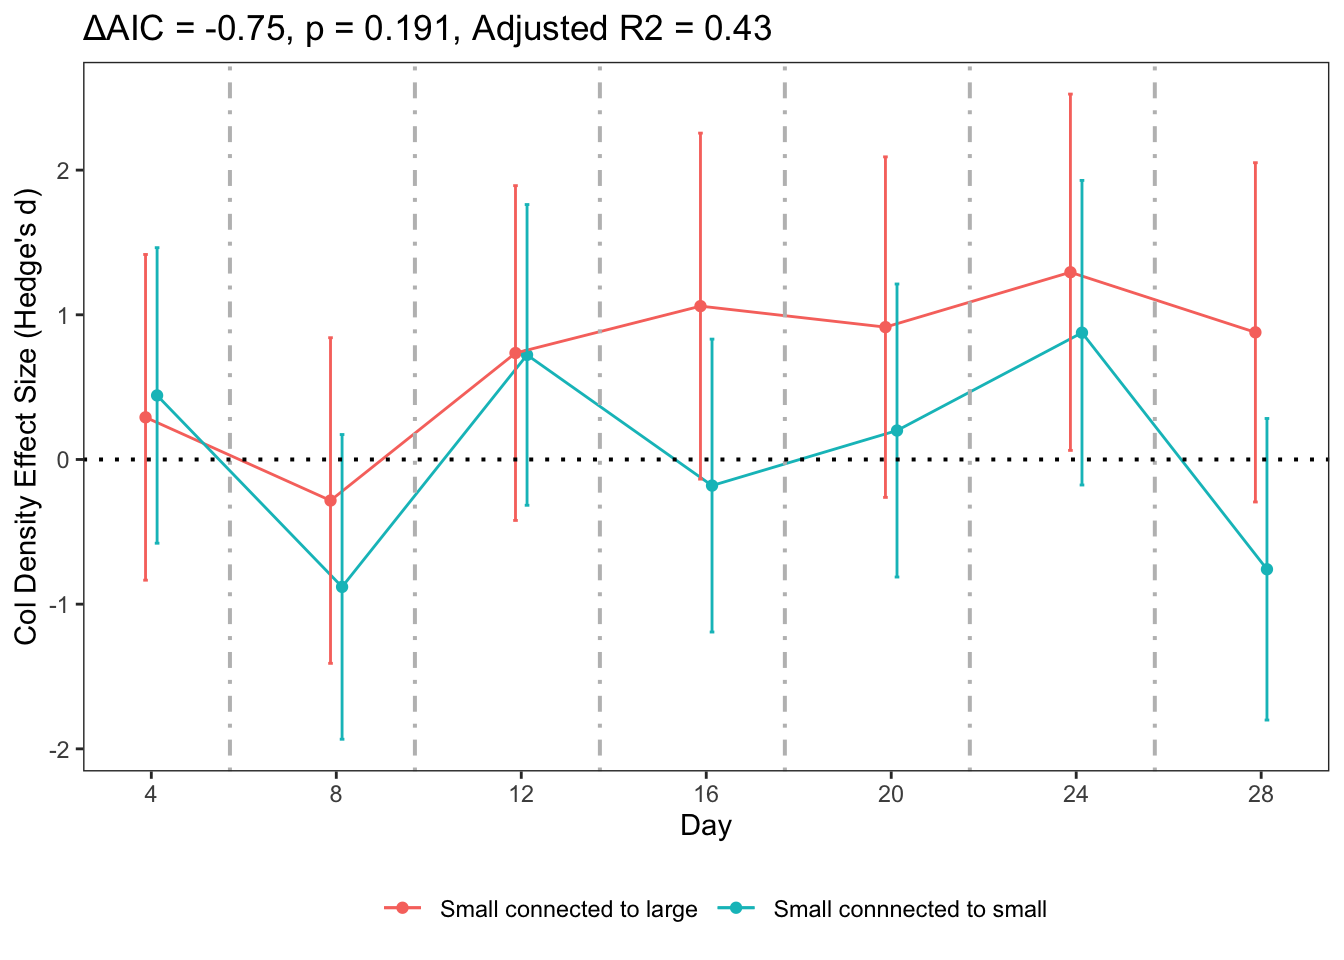 ΔAIC = -0.75, p = 0.191, Adjusted R2 = 0.43
Col Density Effect Size (Hedge's d)
2
1
0
-1
-2
4 8 12 16 20 24 28
Day
Small connected to large Small connnected to small